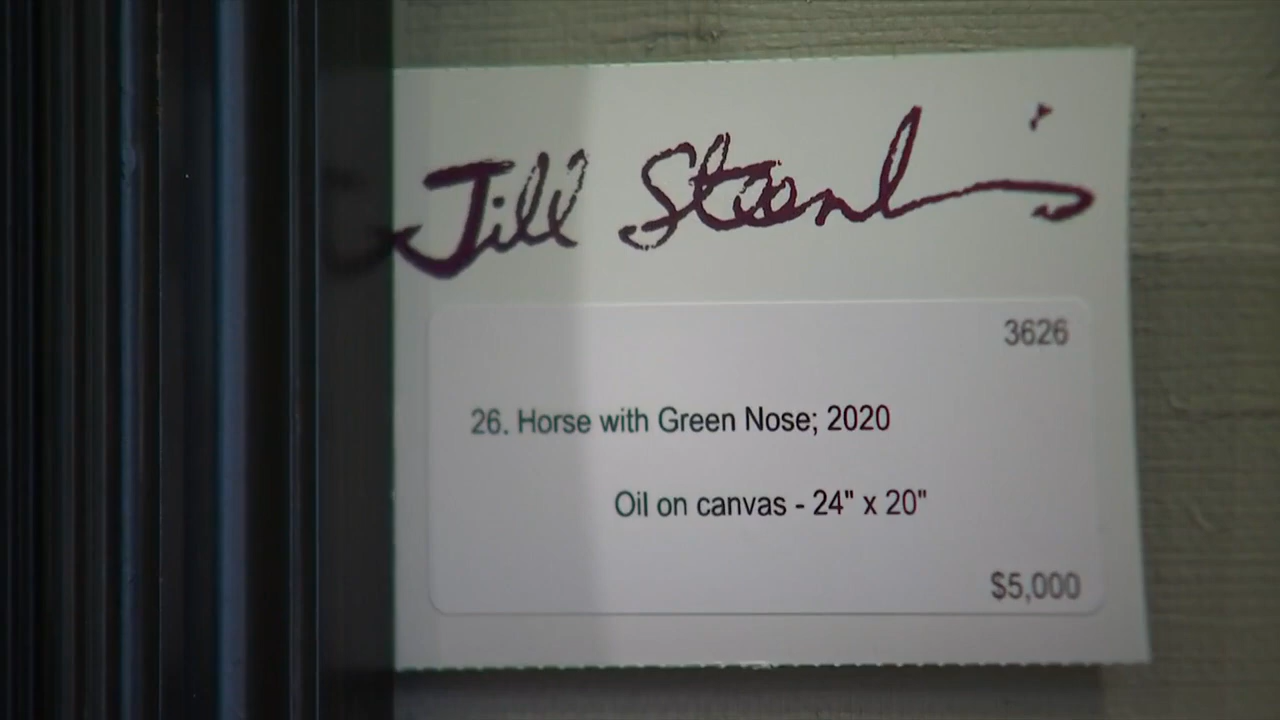 Jill
3626
26. Horse with Green Nose; 2020
Oil on canvas - 24" x 20"
$5,000